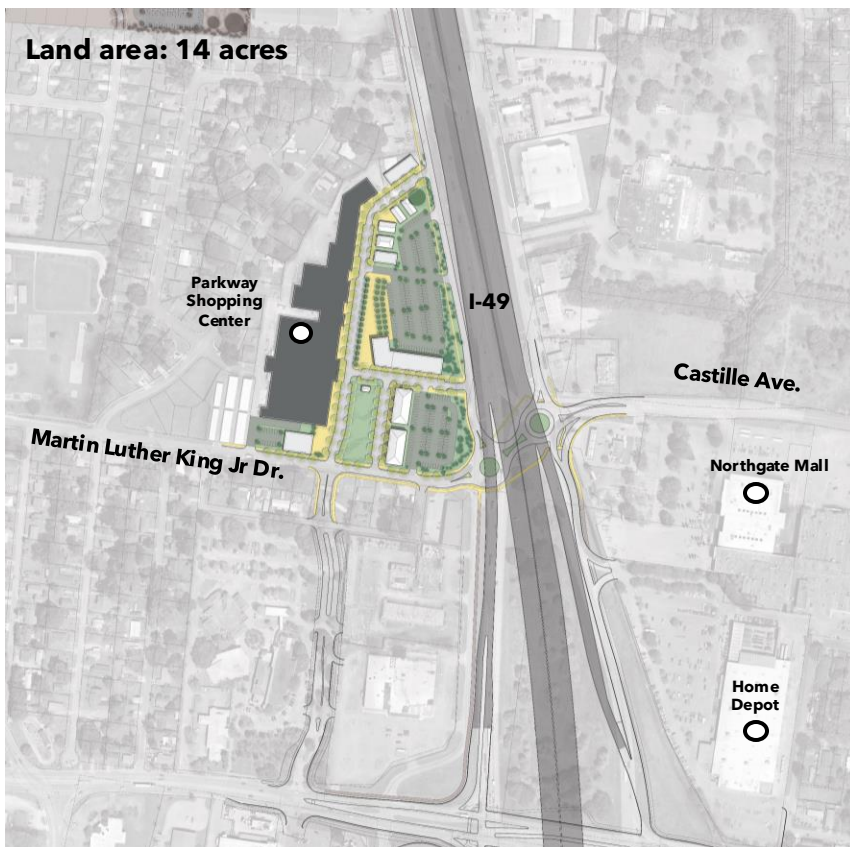 Land area: 14 acres
Parkway
Shopping
Center
I-49
Castille Ave.
Martin Luther King Jr Dr.
Northgate Mall
Home
Depot